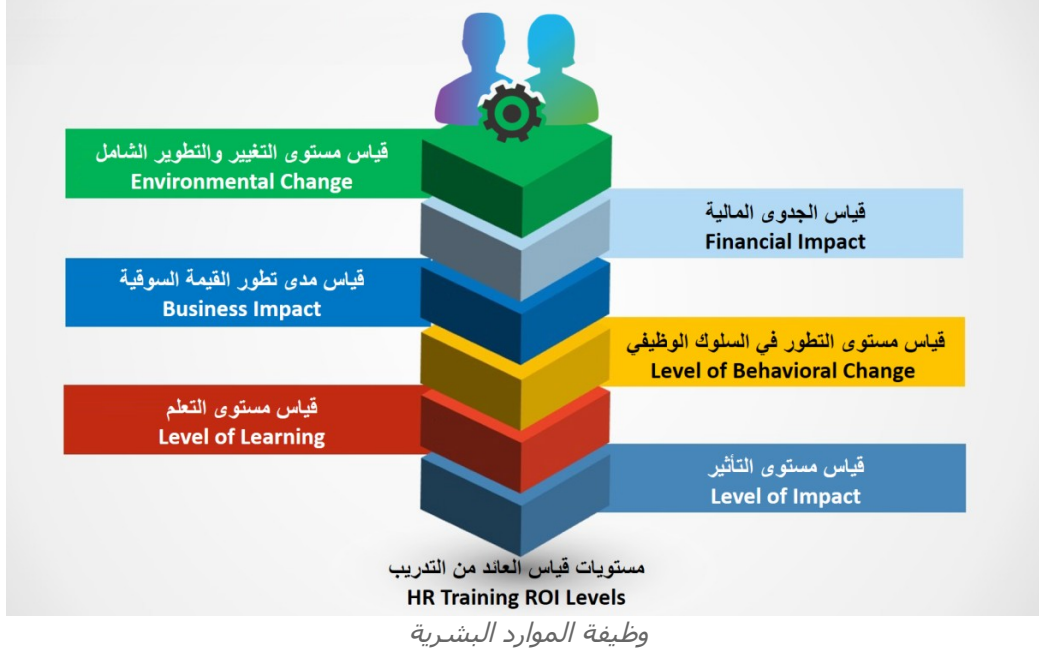 قياس مستوى التغيير والتطوير الشامل
Environmental Change
قياس الجدوى المالية
Financial Impact
قياس مدى تطور القيمة السوقية
Business Impact
قياس مستوى التطور في السلوك الوظيفي
Level of Behavioral Change
قياس مستوى التعلم
Level of Learning
قياس مستوى التأثير
Level of Impact
مستويات قياس العائد من التدريب
HR Training ROI Levels
وظيفة الموارد البشرية